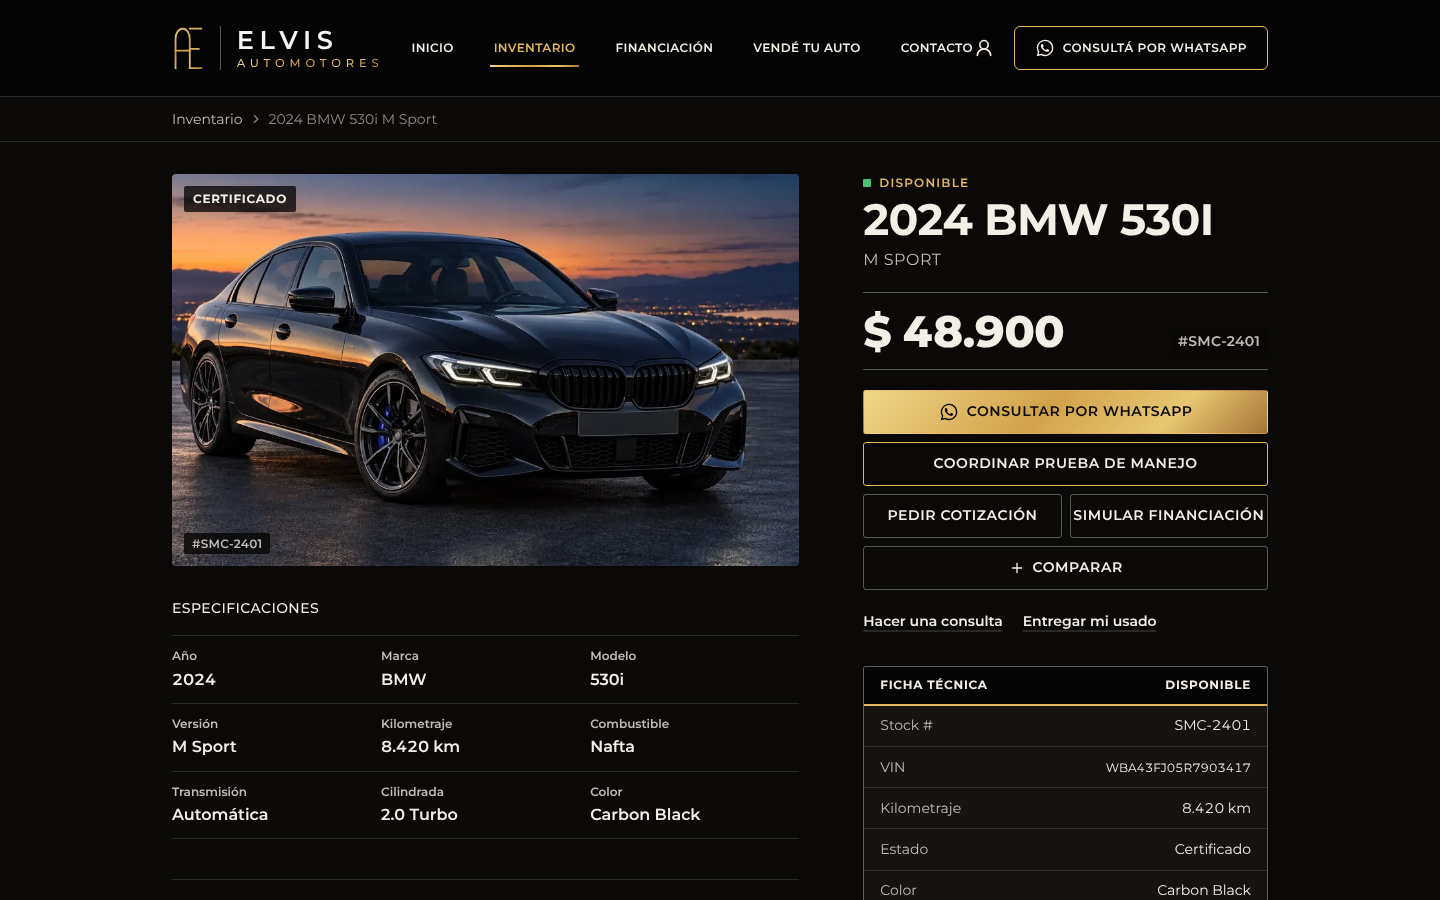 ELVIS
AUTOMOTORES
INICIO
INVENTARIO
FINANCIACIÓN
VENDÉ TU AUTO
CONTACTO
CONSULTÁ POR WHATSAPP
Inventario > 2024 BMW 530i M Sport
CERTIFICADO
#SMC-2401
DISPONIBLE
2024 BMW 530I
M SPORT
$ 48.900
#SMC-2401
CONSULTAR POR WHATSAPP
COORDINAR PRUEBA DE MANEJO
PEDIR COTIZACIÓN
SIMULAR FINANCIACIÓN
+ COMPARAR
Hacer una consulta
Entregar mi usado
ESPECIFICACIONES
Año
2024
Marca
BMW
Modelo
530i
Versión
M Sport
Kilometraje
8.420 km
Combustible
Nafta
Transmisión
Automática
Cilindrada
2.0 Turbo
Color
Carbon Black
FICHA TÉCNICA DISPONIBLE
Stock # SMC-2401
VIN WBA43FJ05R7903417
Kilometraje 8.420 km
Estado Certificado
Color Carbon Black